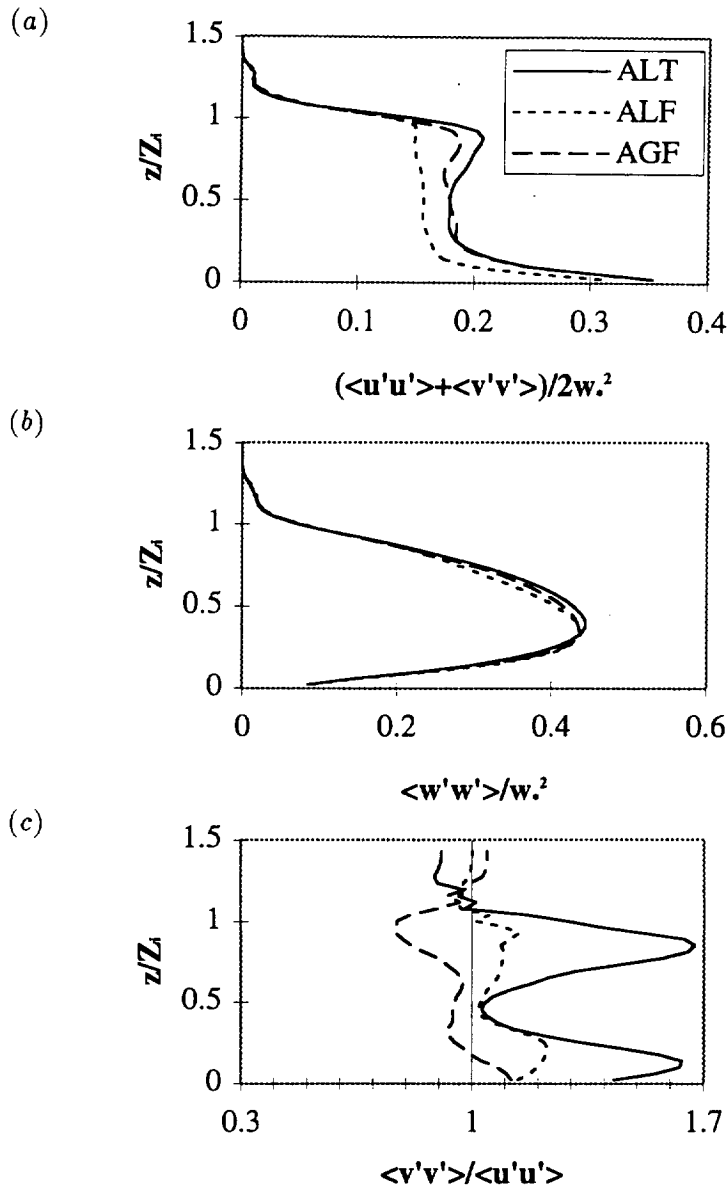 (a)
1.5
1
0.5
0
z/Zi
ALT
ALF
AGF
0 0.1 0.2 0.3 0.4
(<u'u'>+<v'v'>)/2w*²
(b)
1.5
1
0.5
0
z/Zi
0 0.2 0.4 0.6
<w'w'>/w*²
(c)
1.5
1
0.5
0
z/Zi
0.3 1 1.7
<v'v'>/<u'u'>